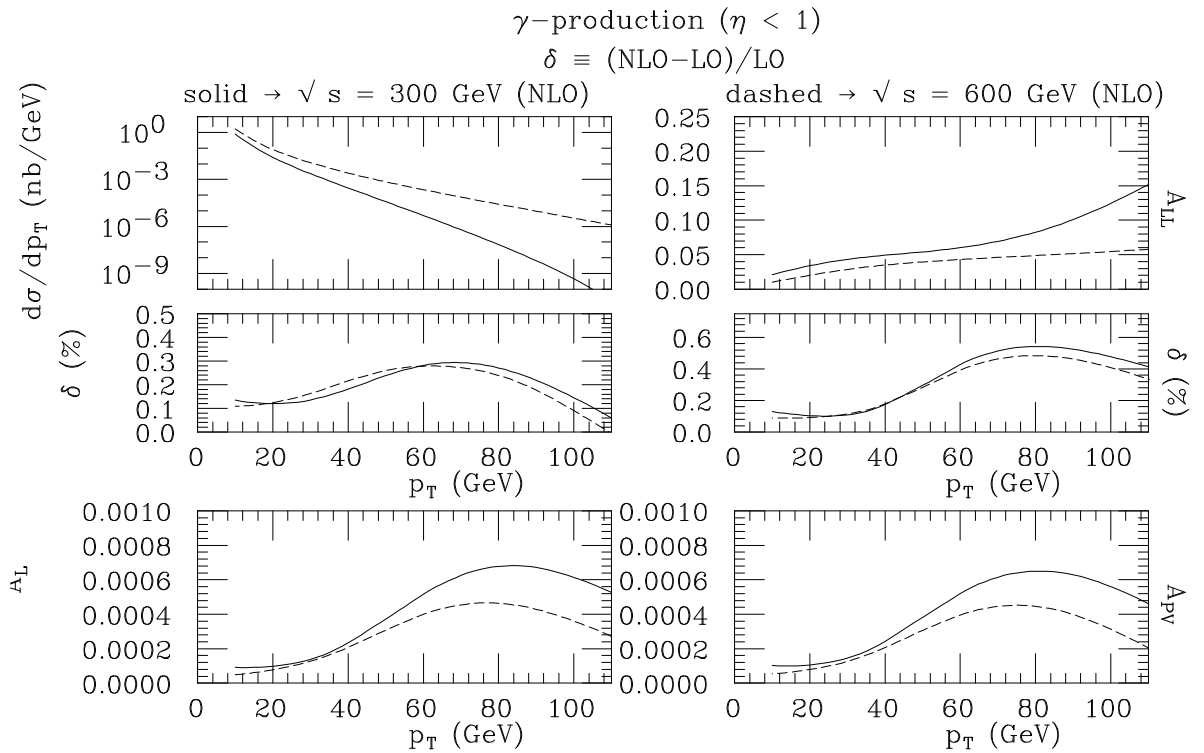 γ−production (η < 1)
δ ≡ (NLO−LO)/LO
solid → √ s = 300 GeV (NLO)
dashed → √ s = 600 GeV (NLO)
dσ/dp_T (nb/GeV)
10^0
10^−3
10^−6
10^−9
0.25
0.20
0.15
0.10
0.05
0.00
A_LL
δ (%)
0.5
0.4
0.3
0.2
0.1
0.0
0.6
0.4
0.2
0.0
δ (%)
0 20 40 60 80 100
p_T (GeV)
0 20 40 60 80 100
p_T (GeV)
A_L
0.0010
0.0008
0.0006
0.0004
0.0002
0.0000
0.0010
0.0008
0.0006
0.0004
0.0002
0.0000
A_PV
0 20 40 60 80 100
p_T (GeV)
0 20 40 60 80 100
p_T (GeV)